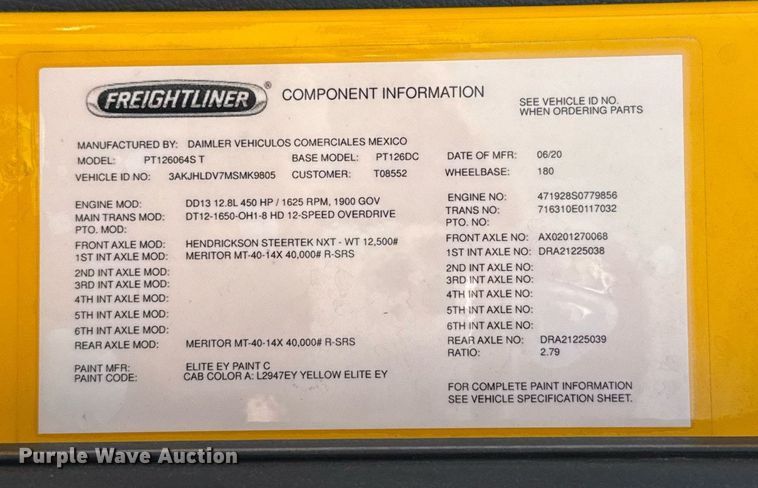 FREIGHTLINER® COMPONENT INFORMATION
SEE VEHICLE ID NO.
WHEN ORDERING PARTS
MANUFACTURED BY: DAIMLER VEHICULOS COMERCIALES MEXICO
MODEL: PT126064S T BASE MODEL: PT126DC DATE OF MFR: 06/20
VEHICLE ID NO: 3AKJHLDV7MSMK9805 CUSTOMER: T08552 WHEELBASE: 180
ENGINE MOD: DD13 12.8L 450 HP / 1625 RPM, 1900 GOV ENGINE NO: 471928S0779856
MAIN TRANS MOD: DT12-1650-OH1-8 HD 12-SPEED OVERDRIVE TRANS NO: 716310E0117032
PTO. MOD: PTO. NO:
FRONT AXLE MOD: HENDRICKSON STEERTEK NXT - WT 12,500# FRONT AXLE NO: AX0201270068
1ST INT AXLE MOD: MERITOR MT-40-14X 40,000# R-SRS 1ST INT AXLE NO: DRA21225038
2ND INT AXLE MOD: 2ND INT AXLE NO:
3RD INT AXLE MOD: 3RD INT AXLE NO:
4TH INT AXLE MOD: 4TH INT AXLE NO:
5TH INT AXLE MOD: 5TH INT AXLE NO:
6TH INT AXLE MOD: 6TH INT AXLE NO:
REAR AXLE MOD: MERITOR MT-40-14X 40,000# R-SRS REAR AXLE NO: DRA21225039
RATIO: 2.79
PAINT MFR: ELITE EY PAINT C
PAINT CODE: CAB COLOR A: L2947EY YELLOW ELITE EY
FOR COMPLETE PAINT INFORMATION
SEE VEHICLE SPECIFICATION SHEET.
Purple Wave Auction